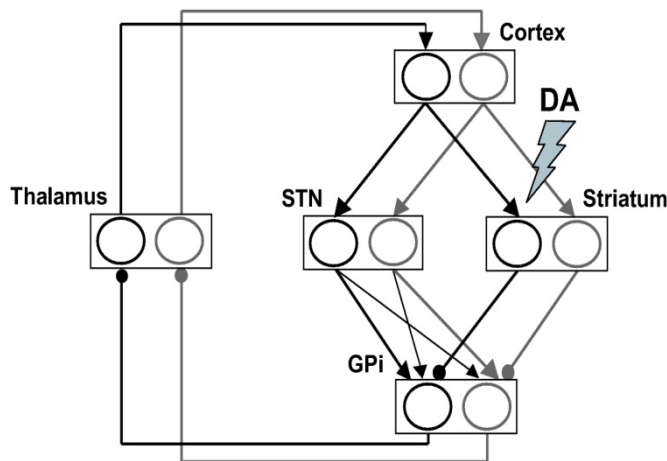 Cortex
DA
Thalamus
STN
Striatum
GPi